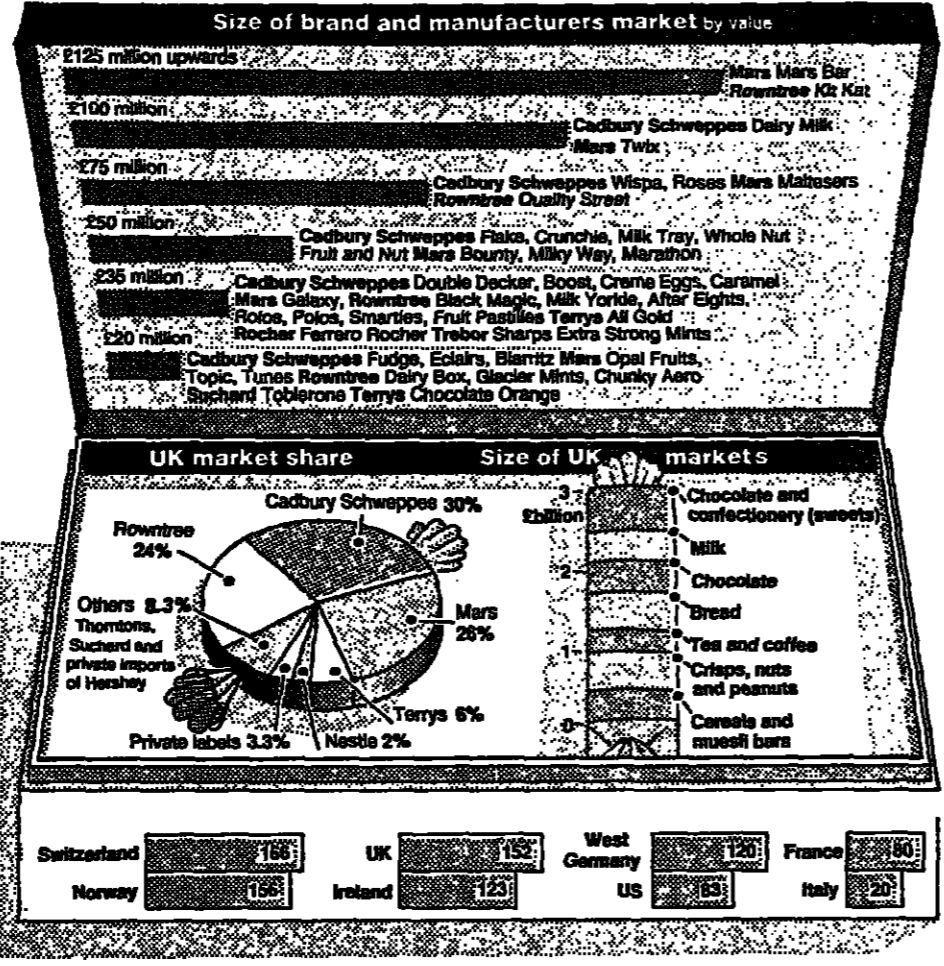 Size of brand and manufacturers market by value
£125 million upwards
Mars Mars Bar
Rowntree Kit Kat
£100 million
Cadbury Schweppes Dairy Milk
Mars Twix
£75 million
Cadbury Schweppes Wispa, Roses Mars Maltesers
Rowntree Quality Street
£50 million
Cadbury Schweppes Flake, Crunchie, Milk Tray, Whole Nut
Fruit and Nut Mars Bounty, Milky Way, Marathon
£35 million
Cadbury Schweppes Double Decker, Boost, Creme Eggs, Caramel
Mars Galaxy, Rowntree Black Magic, Milk Yorkie, After Eights,
Rolos, Polos, Smarties, Fruit Pastilles Terrys All Gold
Rocher Ferrero Rocher Trebor Sharps Extra Strong Mints
£20 million
Cadbury Schweppes Fudge, Eclairs, Biarritz Mars Opal Fruits,
Topic, Tunes Rowntree Dairy Box, Glacier Mints, Chunky Aero
Suchard Toblerone Terrys Chocolate Orange
UK market share
Cadbury Schweppes 30%
Rowntree
24%
Others 8.3%
Thorntons,
Suchard and
private imports
of Hershey
Mars
26%
Terrys 6%
Private labels 3.3%
Nestle 2%
Size of UK markets
3
£billion
2
1
0
Chocolate and
confectionery (sweets)
Milk
Chocolate
Bread
Tea and coffee
Crisps, nuts
and peanuts
Cereals and
muesli bars
Switzerland 166
UK 152
West
Germany 120
France
Norway 156
Ireland 123
US
Italy 20